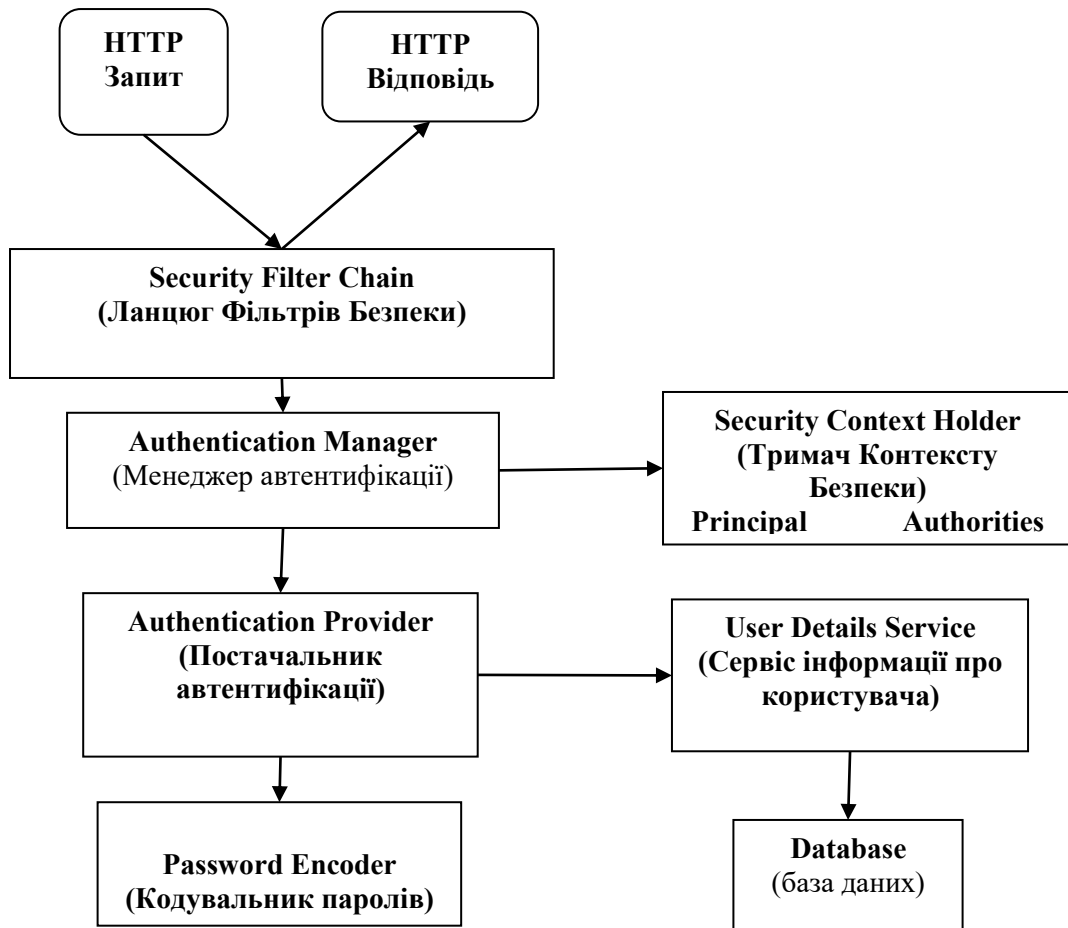 HTTP
Запит
HTTP
Відповідь
Security Filter Chain
(Ланцюг Фільтрів Безпеки)
Authentication Manager
(Менеджер автентифікації)
Security Context Holder
(Тримач Контексту
Безпеки)
Principal Authorities
Authentication Provider
(Постачальник
автентифікації)
User Details Service
(Сервіс інформації про
користувача)
Password Encoder
(Кодувальник паролів)
Database
(база даних)